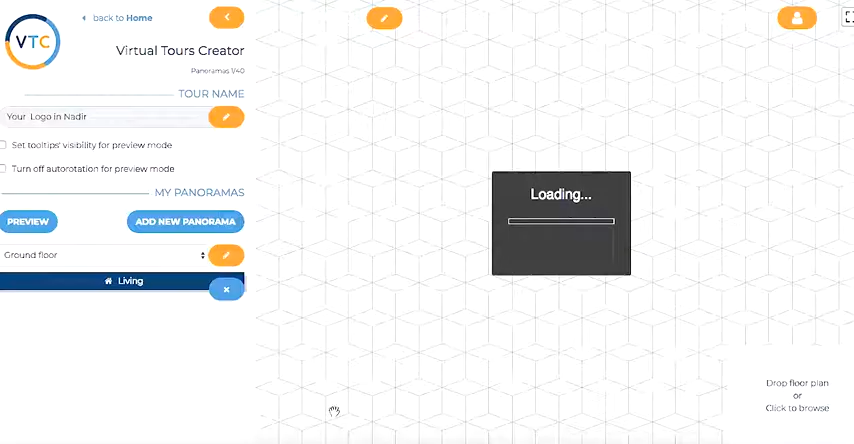 VTC
back to Home
Virtual Tours Creator
Panoramas 1/40
TOUR NAME
Your Logo in Nadir
Set tooltips' visibility for preview mode
Turn off autorotation for preview mode
MY PANORAMAS
PREVIEW
ADD NEW PANORAMA
Ground floor
Living
Loading...
Drop floor plan
or
Click to browse